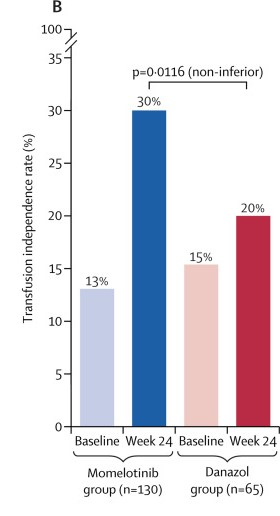 B
100
35
30
25
20
15
10
5
0
Transfusion independence rate (%)
p=0·0116 (non-inferior)
13%
30%
15%
20%
Baseline Week 24 Baseline Week 24
Momelotinib
group (n=130)
Danazol
group (n=65)